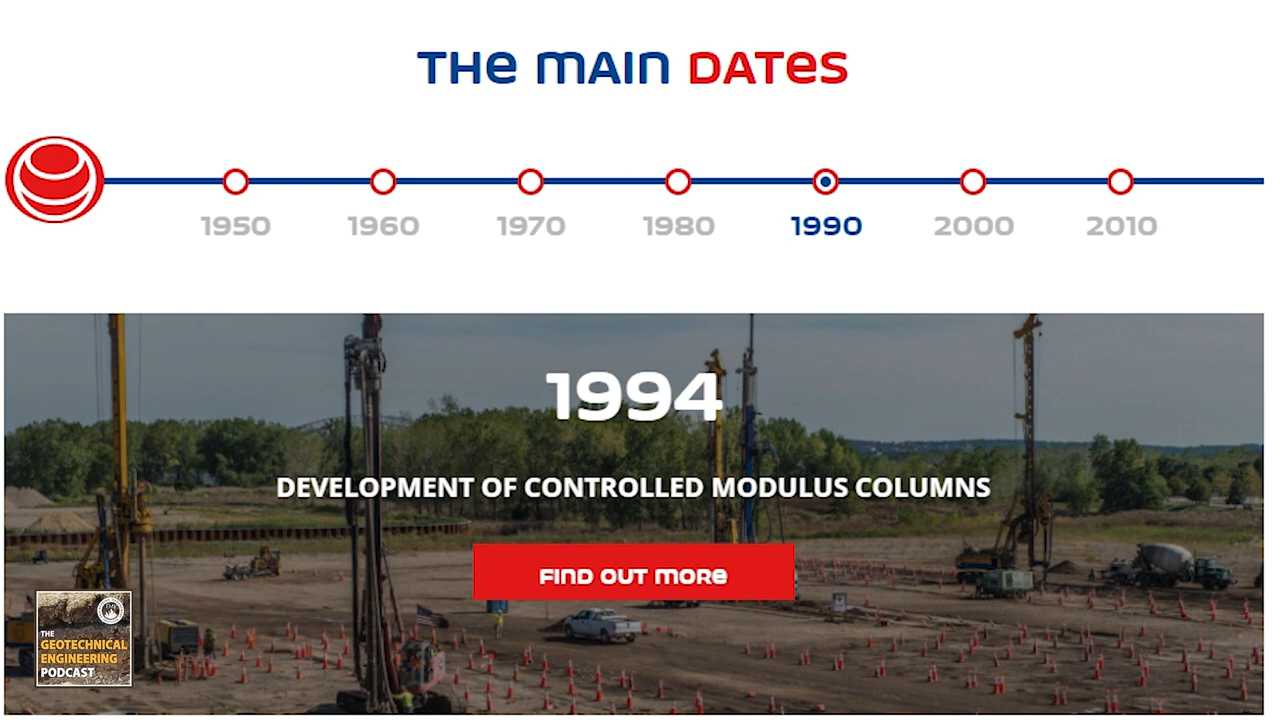 THE MAIN DATES
1950 1960 1970 1980 1990 2000 2010
1994
DEVELOPMENT OF CONTROLLED MODULUS COLUMNS
FIND OUT MORE
THE
GEOTECHNICAL
ENGINEERING
PODCAST